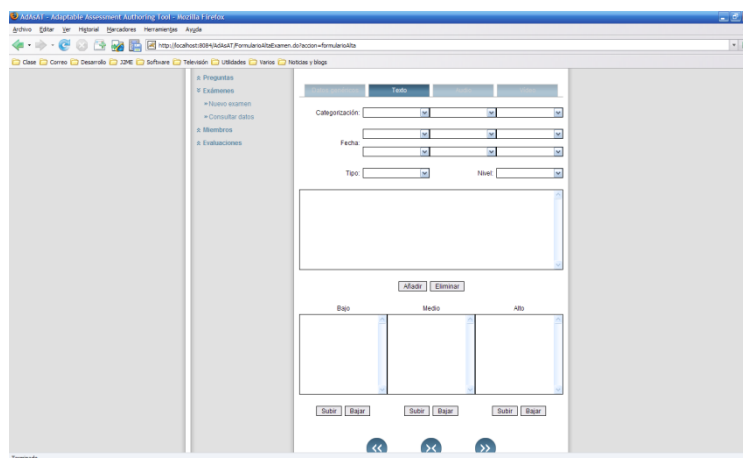 AdAsAT - Adaptable Assessment Authoring Tool - Mozilla Firefox
Archivo Editar Ver Historial Marcadores Herramientas Ayuda
http://localhost:8084/AdAsAT/FormularioAltaExamen.do?accion=formularioAlta
Clase Correo Desarrollo J2ME Software Televisión Utilidades Varios Noticias y blogs
Preguntas
Exámenes
Nuevo examen
Consultar datos
Miembros
Evaluaciones
Texto
Categorización:
Fecha:
Tipo: Nivel:
Añadir Eliminar
Bajo Medio Alto
Subir Bajar Subir Bajar Subir Bajar